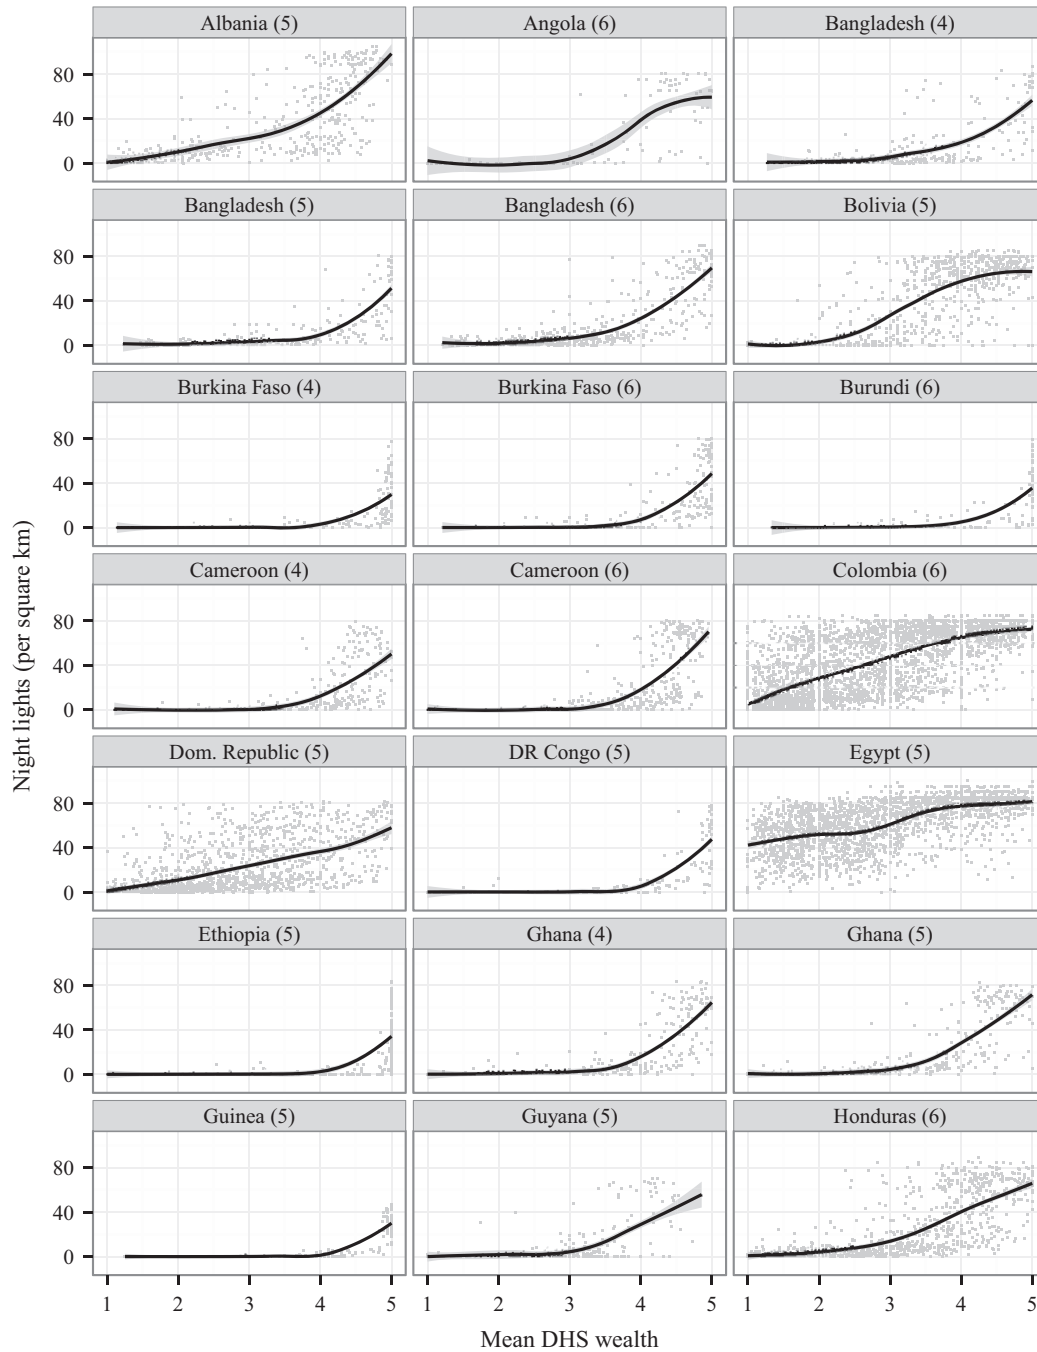 Albania (5) Angola (6) Bangladesh (4)
80
40
0
Bangladesh (5) Bangladesh (6) Bolivia (5)
80
40
0
Burkina Faso (4) Burkina Faso (6) Burundi (6)
80
40
0
Cameroon (4) Cameroon (6) Colombia (6)
80
40
0
Dom. Republic (5) DR Congo (5) Egypt (5)
80
40
0
Ethiopia (5) Ghana (4) Ghana (5)
80
40
0
Guinea (5) Guyana (5) Honduras (6)
80
40
0
1 2 3 4 5 1 2 3 4 5 1 2 3 4 5
Mean DHS wealth
Night lights (per square km)